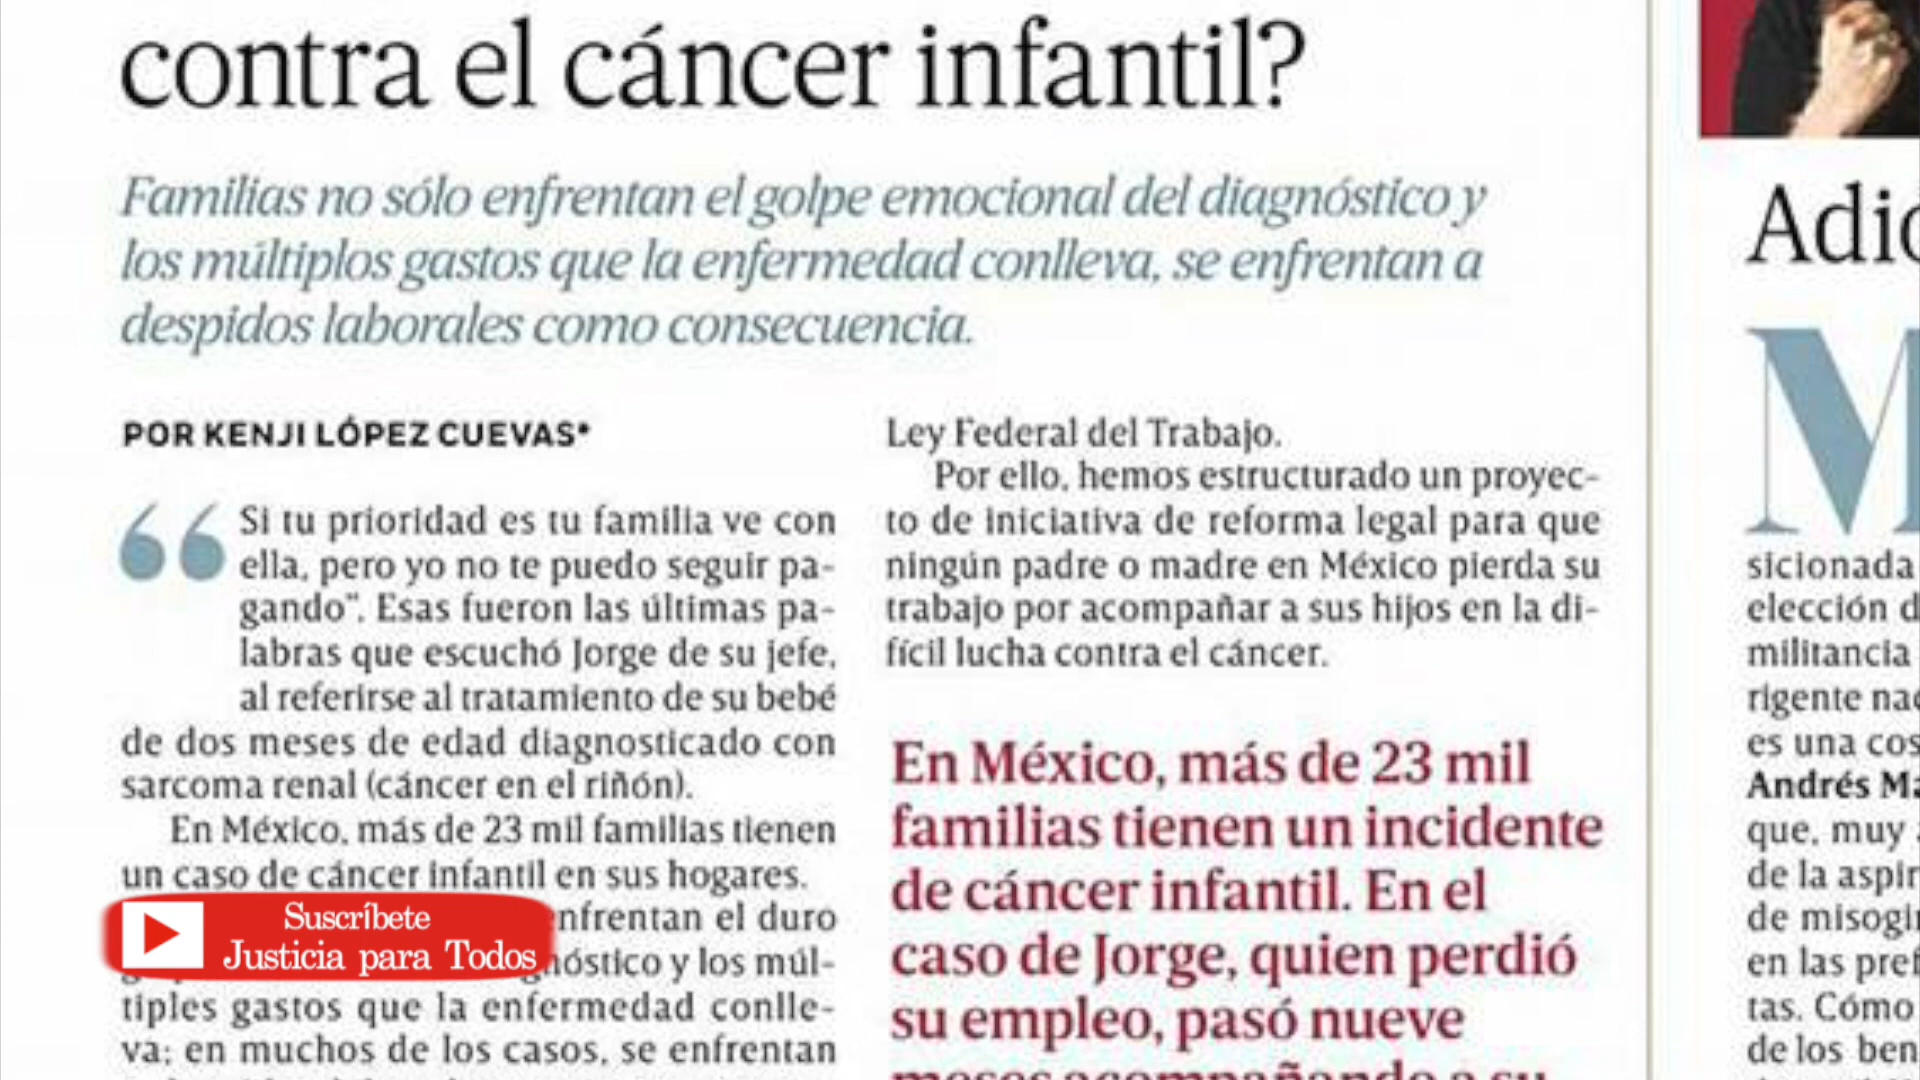 contra el cáncer infantil?
Familias no sólo enfrentan el golpe emocional del diagnóstico y
los múltiplos gastos que la enfermedad conlleva, se enfrentan a
despidos laborales como consecuencia.
POR KENJI LÓPEZ CUEVAS*
“ Si tu prioridad es tu familia ve con
ella, pero yo no te puedo seguir pa-
gando". Esas fueron las últimas pa-
labras que escuchó Jorge de su jefe,
al referirse al tratamiento de su bebé
de dos meses de edad diagnosticado con
sarcoma renal (cáncer en el riñón).
En México, más de 23 mil familias tienen
un caso de cáncer infantil en sus hogares.
enfrentan el duro
y los múl-
tiples gastos que la enfermedad conlle-
va; en muchos de los casos, se enfrentan
Suscríbete
Justicia para Todos
Ley Federal del Trabajo.
Por ello, hemos estructurado un proyec-
to de iniciativa de reforma legal para que
ningún padre o madre en México pierda su
trabajo por acompañar a sus hijos en la di-
fícil lucha contra el cáncer.
En México, más de 23 mil
familias tienen un incidente
de cáncer infantil. En el
caso de Jorge, quien perdió
su empleo, pasó nueve
meses acompañando a su
Adió
M
sicionada
elección d
militancia
rigente nac
es una cos
Andrés Ma
que, muy
de la aspir
de misogin
en las pref
tas. Cómo
de los ben